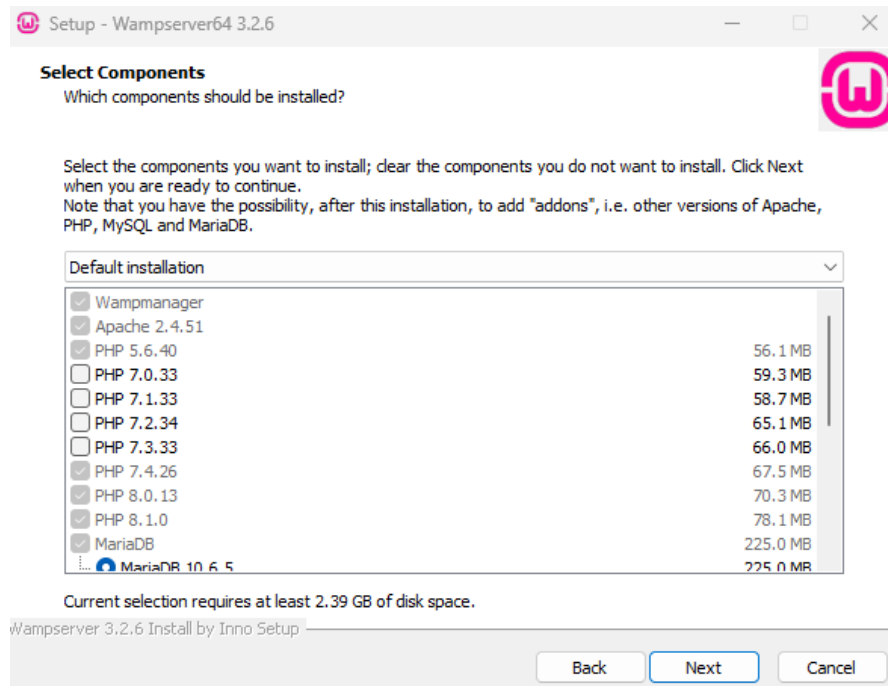 Setup - Wampserver64 3.2.6
Select Components
Which components should be installed?
Select the components you want to install; clear the components you do not want to install. Click Next
when you are ready to continue.
Note that you have the possibility, after this installation, to add "addons", i.e. other versions of Apache,
PHP, MySQL and MariaDB.
Default installation
Wampmanager
Apache 2.4.51
PHP 5.6.40 56.1 MB
PHP 7.0.33 59.3 MB
PHP 7.1.33 58.7 MB
PHP 7.2.34 65.1 MB
PHP 7.3.33 66.0 MB
PHP 7.4.26 67.5 MB
PHP 8.0.13 70.3 MB
PHP 8.1.0 78.1 MB
MariaDB 225.0 MB
MariaDB 10.6.5 225.0 MB
Current selection requires at least 2.39 GB of disk space.
Wampserver 3.2.6 Install by Inno Setup
Back Next Cancel